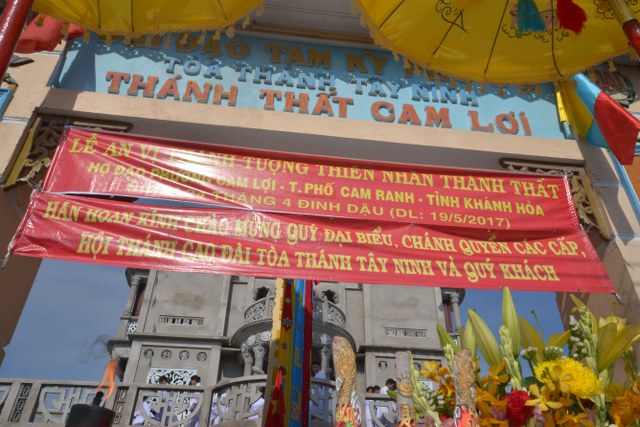 ĐẠI ĐẠO TAM KỲ
TÒA THÁNH TÂY NINH
THÁNH THẤT CAM LỢI
LỄ AN VỊ THÁNH TƯỢNG THIÊN NHÃN THÁNH THẤT
HỌ ĐẠO PHƯỜNG CAM LỢI - T.PHỐ CAM RANH - TỈNH KHÁNH HÒA
THÁNG 4 ĐINH DẬU (DL: 19/5/2017)
HÂN HOAN KÍNH CHÀO MỪNG QUÝ ĐẠI BIỂU, CHÁNH QUYỀN CÁC CẤP,
HỘI THÁNH CAO ĐÀI TÒA THÁNH TÂY NINH VÀ QUÝ KHÁCH